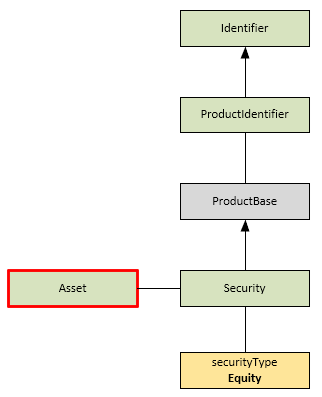 Identifier
ProductIdentifier
ProductBase
Asset
Security
securityType
Equity